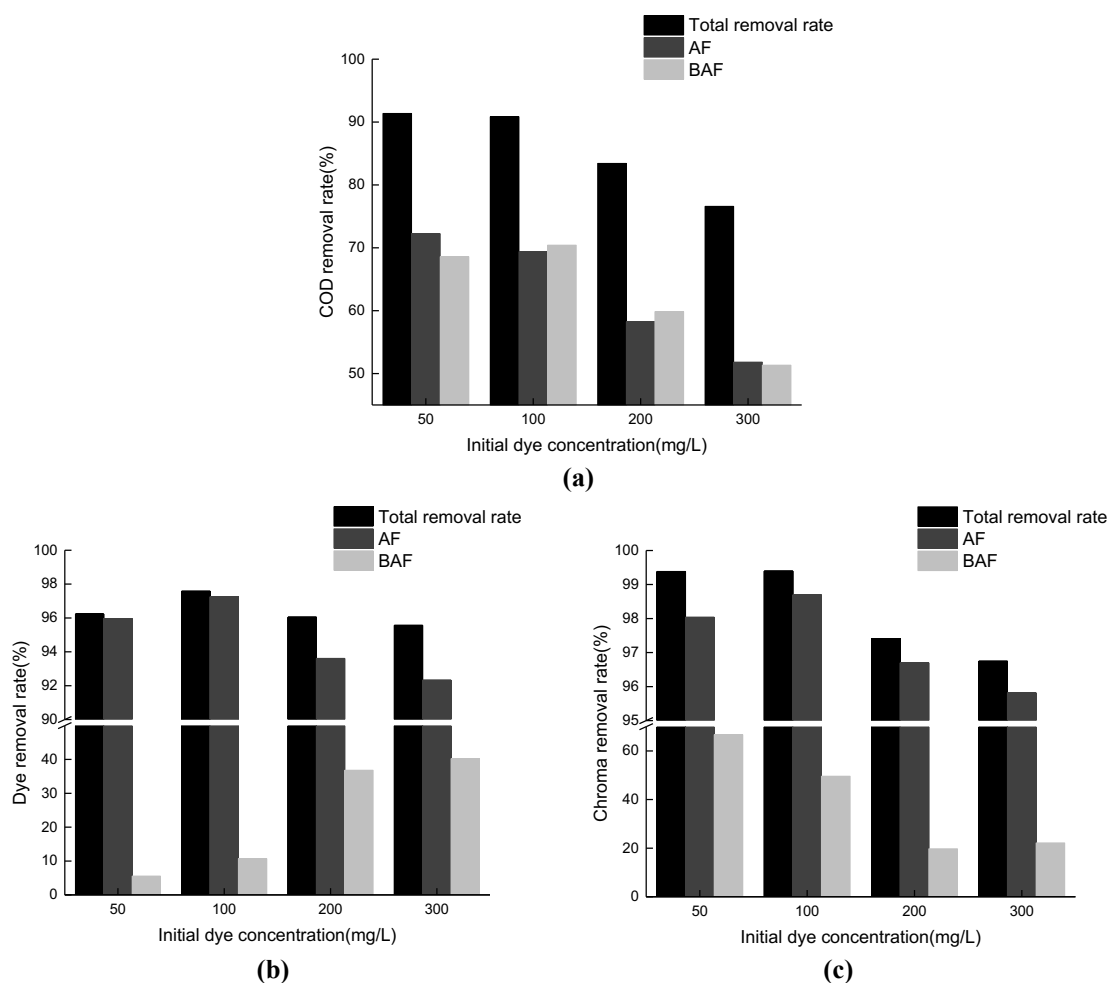 Total removal rate
AF
BAF
100
90
80
70
60
50
COD removal rate(%)
50 100 200 300
Initial dye concentration(mg/L)
(a)
Total removal rate
AF
BAF
100
98
96
94
92
90
40
30
20
10
0
Dye removal rate(%)
50 100 200 300
Initial dye concentration(mg/L)
(b)
Total removal rate
AF
BAF
100
99
98
97
96
95
60
40
20
0
Chroma removal rate(%)
50 100 200 300
Initial dye concentration(mg/L)
(c)